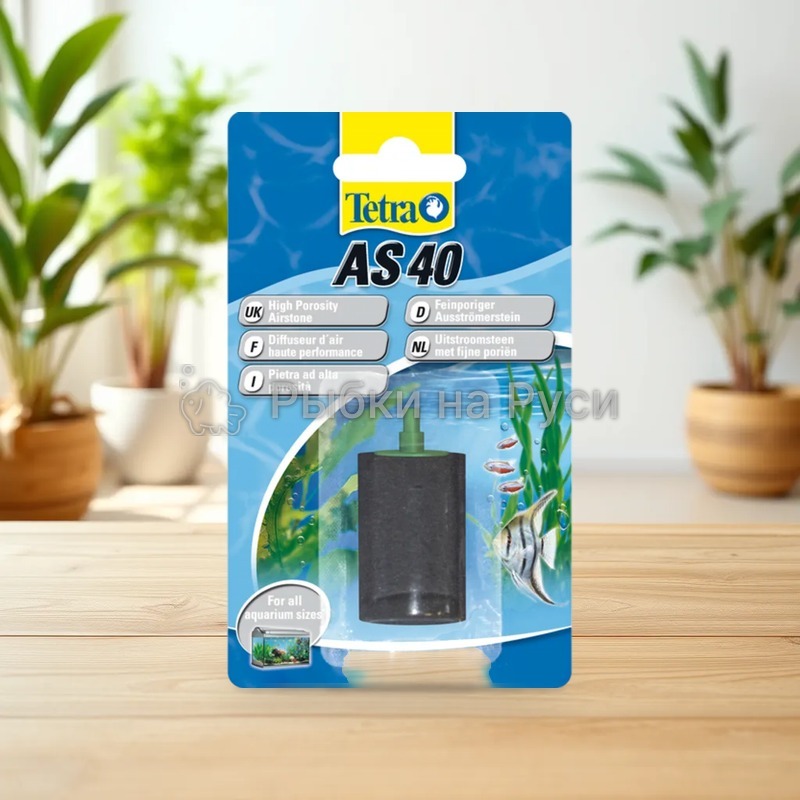 Tetra
AS 40
UK High Porosity
Airstone
D Feinporiger
Ausströmerstein
F Diffuseur d'air
haute performance
NL Uitstroomsteen
met fijne poriën
I Pietra ad alta
porosità
Рыбки на Руси
For all
aquarium sizes